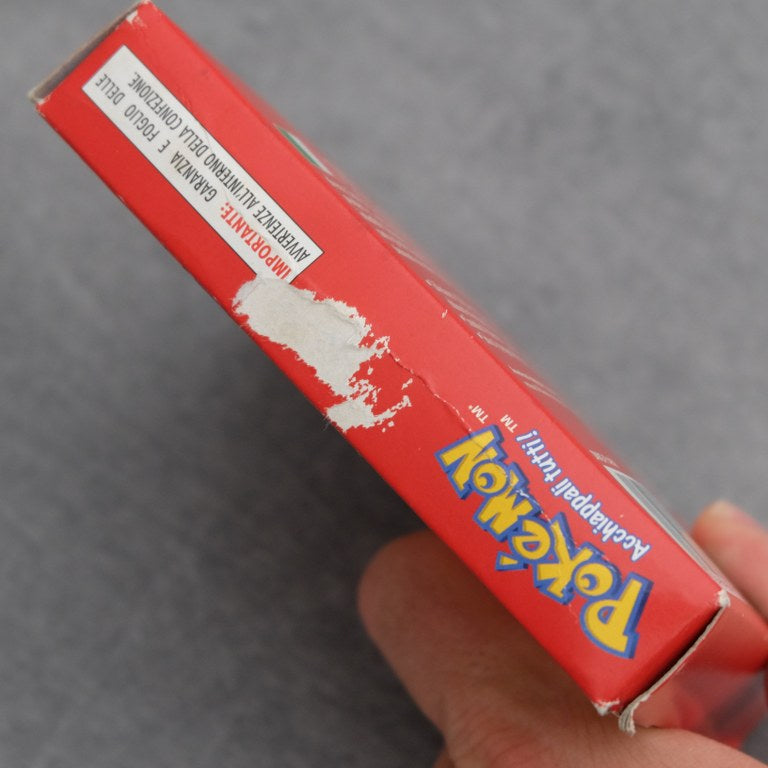 POKéMON
Acchiappali tutti!™
™
IMPORTANTE: GARANZIA E FOGLIO DELLE
AVVERTENZE ALL'INTERNO DELLA CONFEZIONE.